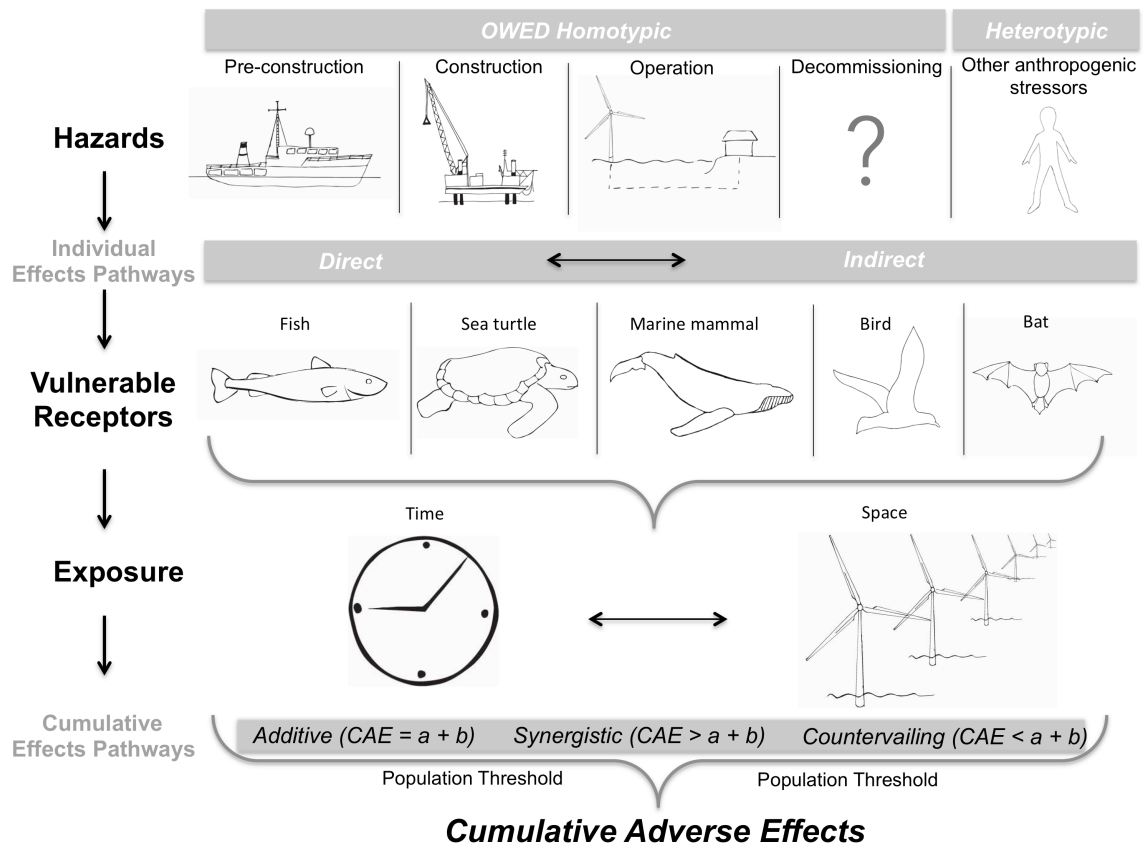 OWED Homotypic
Heterotypic
Pre-construction
Construction
Operation
Decommissioning
Other anthropogenic
stressors
Hazards
?
Individual
Effects Pathways
Direct
Indirect
Fish
Sea turtle
Marine mammal
Bird
Bat
Vulnerable
Receptors
Time
Space
Exposure
Cumulative
Effects Pathways
Additive (CAE = a + b)
Synergistic (CAE > a + b)
Countervailing (CAE < a + b)
Population Threshold
Population Threshold
Cumulative Adverse Effects